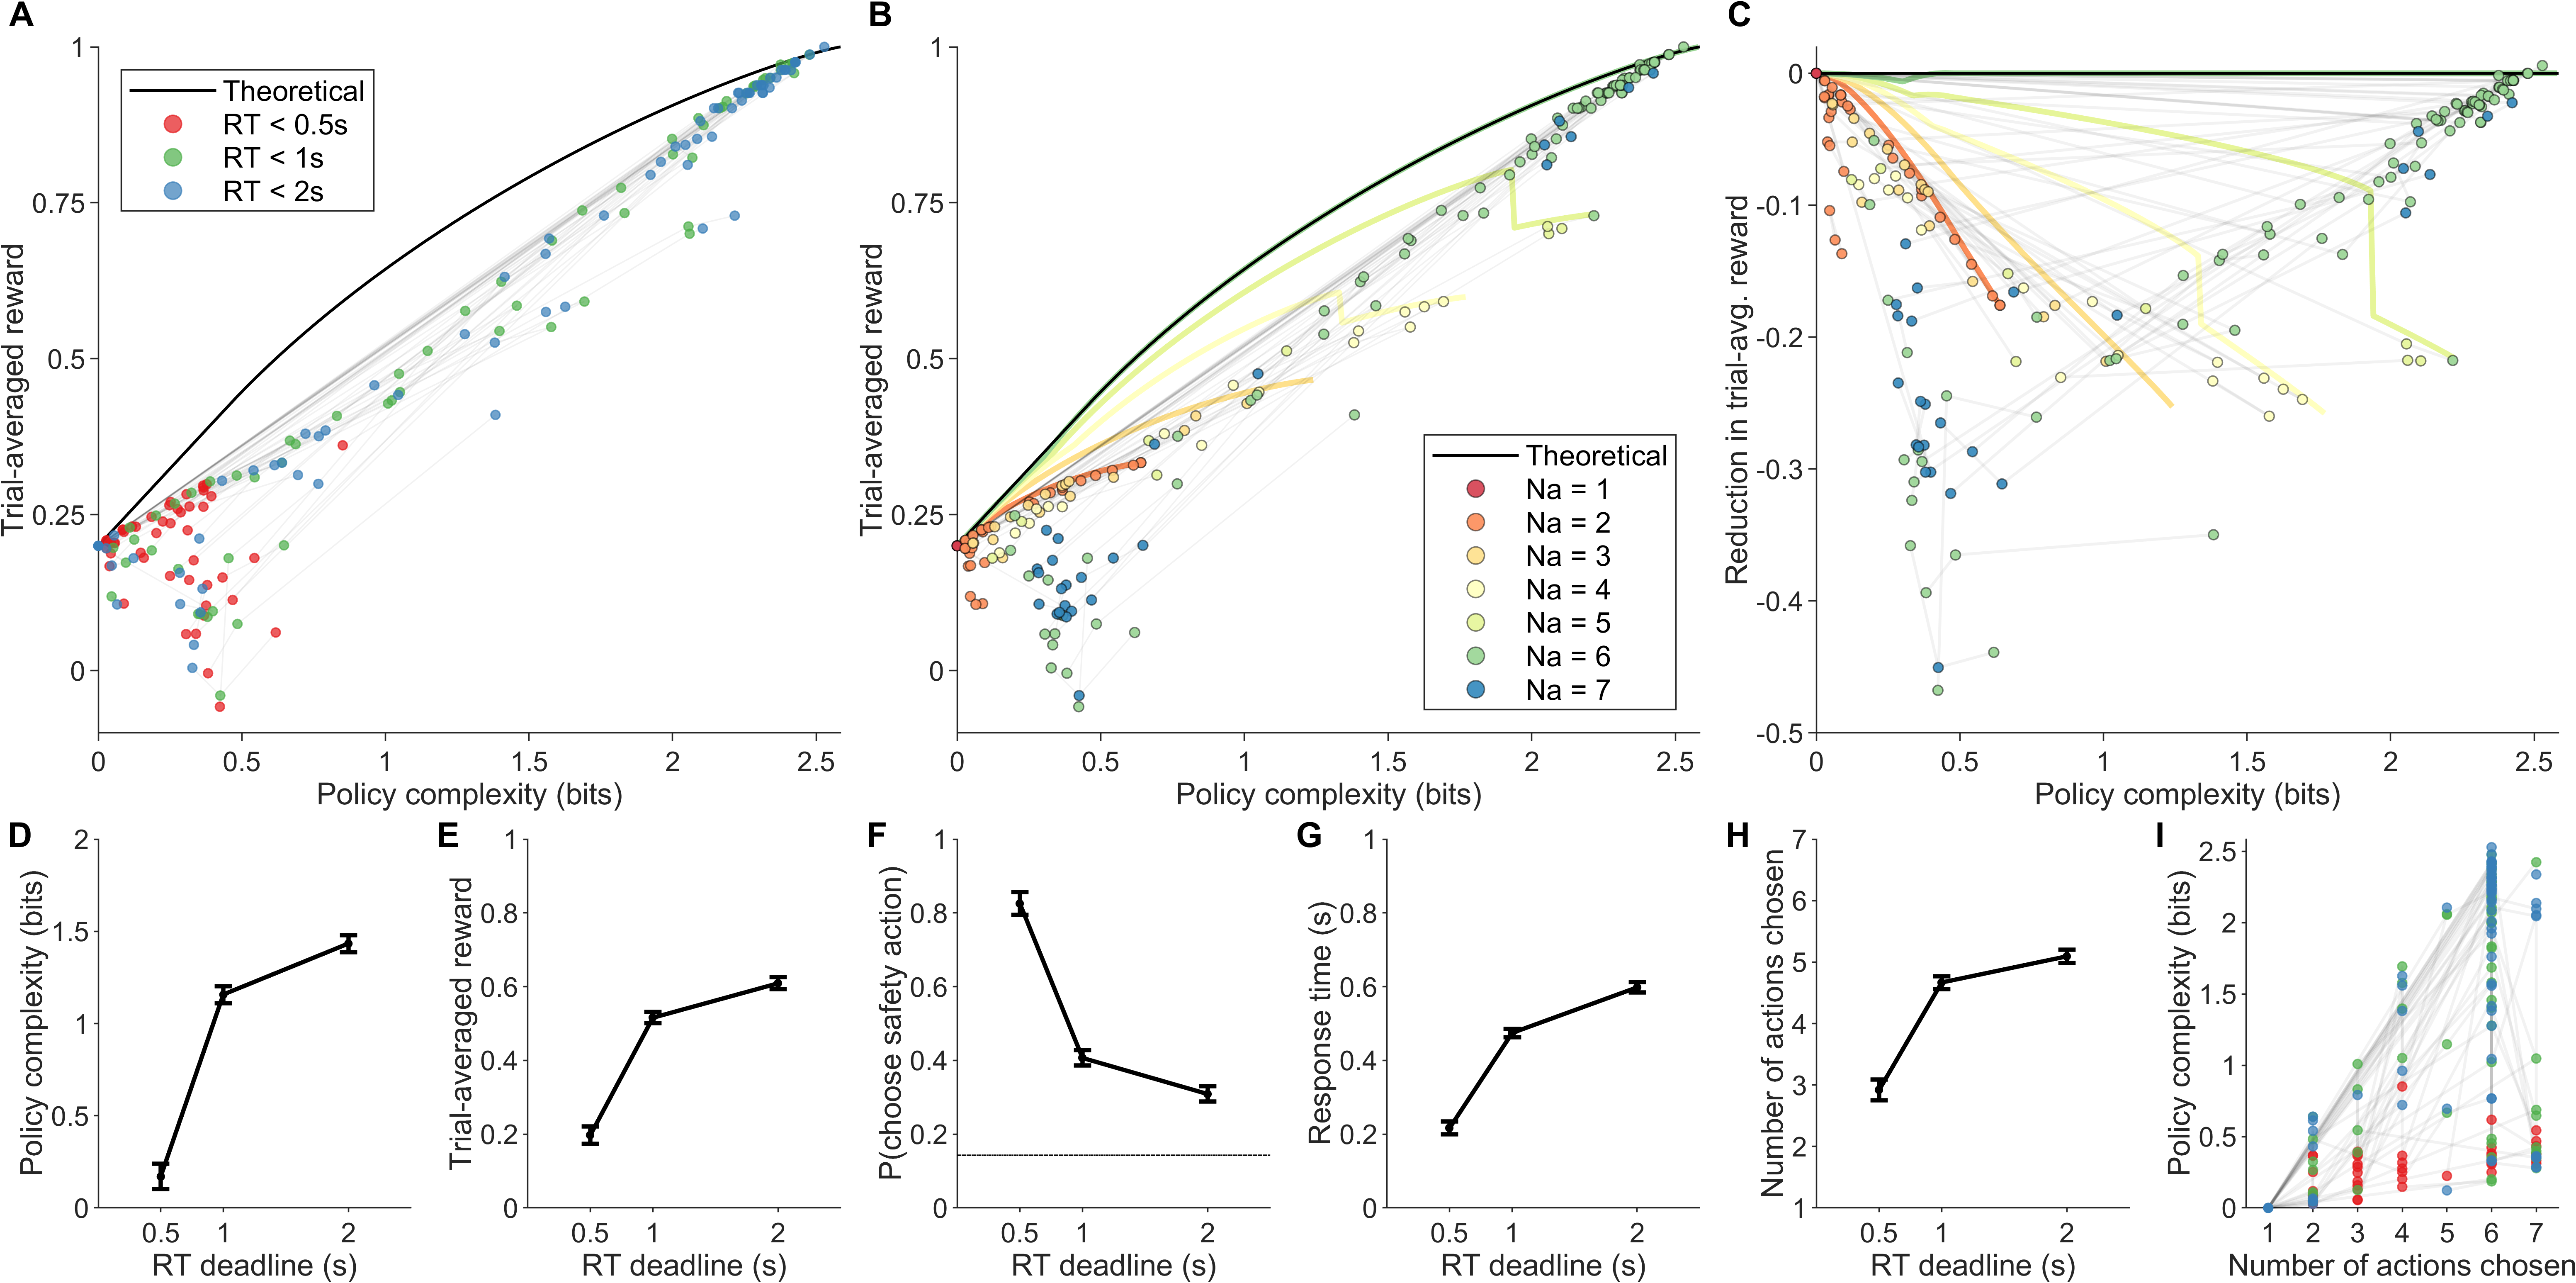 A
Trial-averaged reward
1
0.75
0.5
0.25
0
Theoretical
RT < 0.5s
RT < 1s
RT < 2s
0 0.5 1 1.5 2 2.5
Policy complexity (bits)
B
Trial-averaged reward
1
0.75
0.5
0.25
0
Theoretical
Na = 1
Na = 2
Na = 3
Na = 4
Na = 5
Na = 6
Na = 7
0 0.5 1 1.5 2 2.5
Policy complexity (bits)
C
Reduction in trial-avg. reward
0
-0.1
-0.2
-0.3
-0.4
-0.5
0 0.5 1 1.5 2 2.5
Policy complexity (bits)
D
Policy complexity (bits)
2
1.5
1
0.5
0
0.5 1 2
RT deadline (s)
E
Trial-averaged reward
1
0.8
0.6
0.4
0.2
0
0.5 1 2
RT deadline (s)
F
P(choose safety action)
1
0.8
0.6
0.4
0.2
0
0.5 1 2
RT deadline (s)
G
Response time (s)
1
0.8
0.6
0.4
0.2
0
0.5 1 2
RT deadline (s)
H
Number of actions chosen
7
6
5
4
3
2
1
0.5 1 2
RT deadline (s)
I
Policy complexity (bits)
2.5
2
1.5
1
0.5
0
1 2 3 4 5 6 7
Number of actions chosen